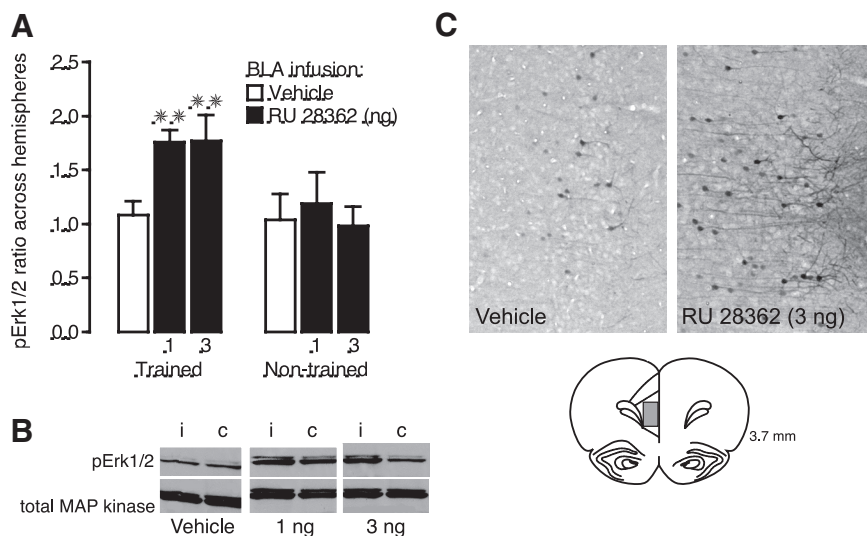 A
pErk1/2 ratio across hemispheres
2.5
2.0
1.5
1.0
0.5
0.0
BLA infusion:
Vehicle
RU 28362 (ng)
** **
1 3 1 3
Trained Non-trained
B
i c i c i c
pErk1/2
total MAP kinase
Vehicle 1 ng 3 ng
C
Vehicle
RU 28362 (3 ng)
3.7 mm